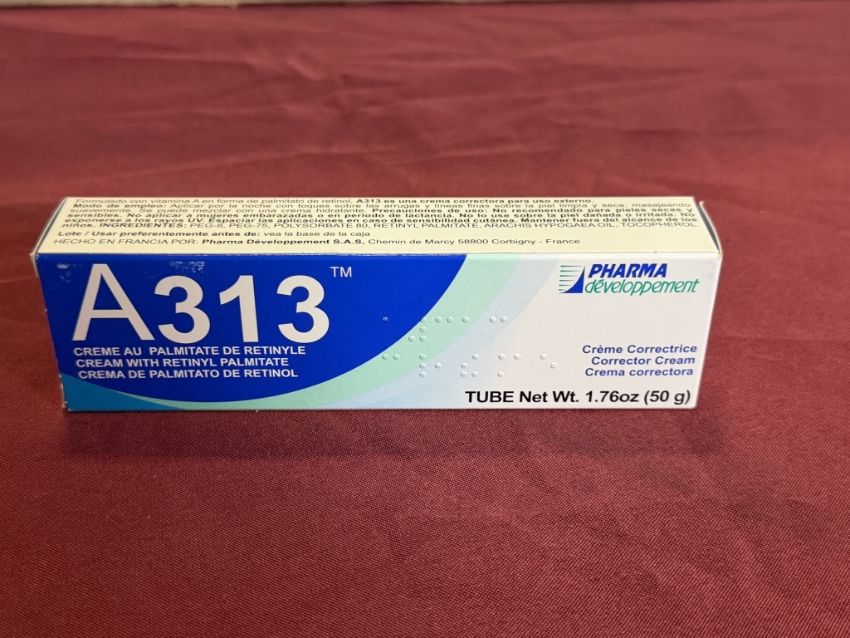 Formulado con vitamina A en forma de palmitato de retinol, A313 es una crema correctora para uso externo.
Modo de empleo: Aplicar por la noche con toques sobre las arrugas y líneas finas sobre la piel limpia y seca, masajeando
suavemente. Se puede mezclar con una crema hidratante. Precauciones de uso: No recomendado para pieles secas y
sensibles. No aplicar a mujeres embarazadas o en periodo de lactancia. No lo use sobre la piel dañada o irritada. No
exponerse a los rayos UV. Espaciar las aplicaciones en caso de sensibilidad cutánea. Mantener fuera del alcance de los
niños. INGREDIENTES: PEG-8, PEG-75, POLYSORBATE 80, RETINYL PALMITATE, ARACHIS HYPOGAEA OIL, TOCOPHEROL.
Lote / Usar preferentemente antes de: vea la base de la caja
HECHO EN FRANCIA POR: Pharma Développement S.A.S, Chemin de Marcy 58800 Corbigny - France
A313 ™
CREME AU PALMITATE DE RETINYLE
CREAM WITH RETINYL PALMITATE
CREMA DE PALMITATO DE RETINOL
PHARMA
développement
Crème Correctrice
Corrector Cream
Crema correctora
TUBE Net Wt. 1.76oz (50 g)